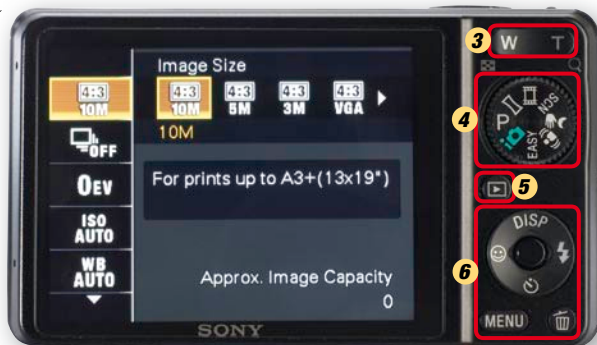 Image Size
4:3 10M
4:3 10M 4:3 5M 4:3 3M 4:3 VGA
10M
OFF
For prints up to A3+(13x19")
0EV
ISO
AUTO
WB
AUTO
Approx. Image Capacity
0
SONY
3 W T
4
P
SCN
EASY
5
6
DISP
MENU